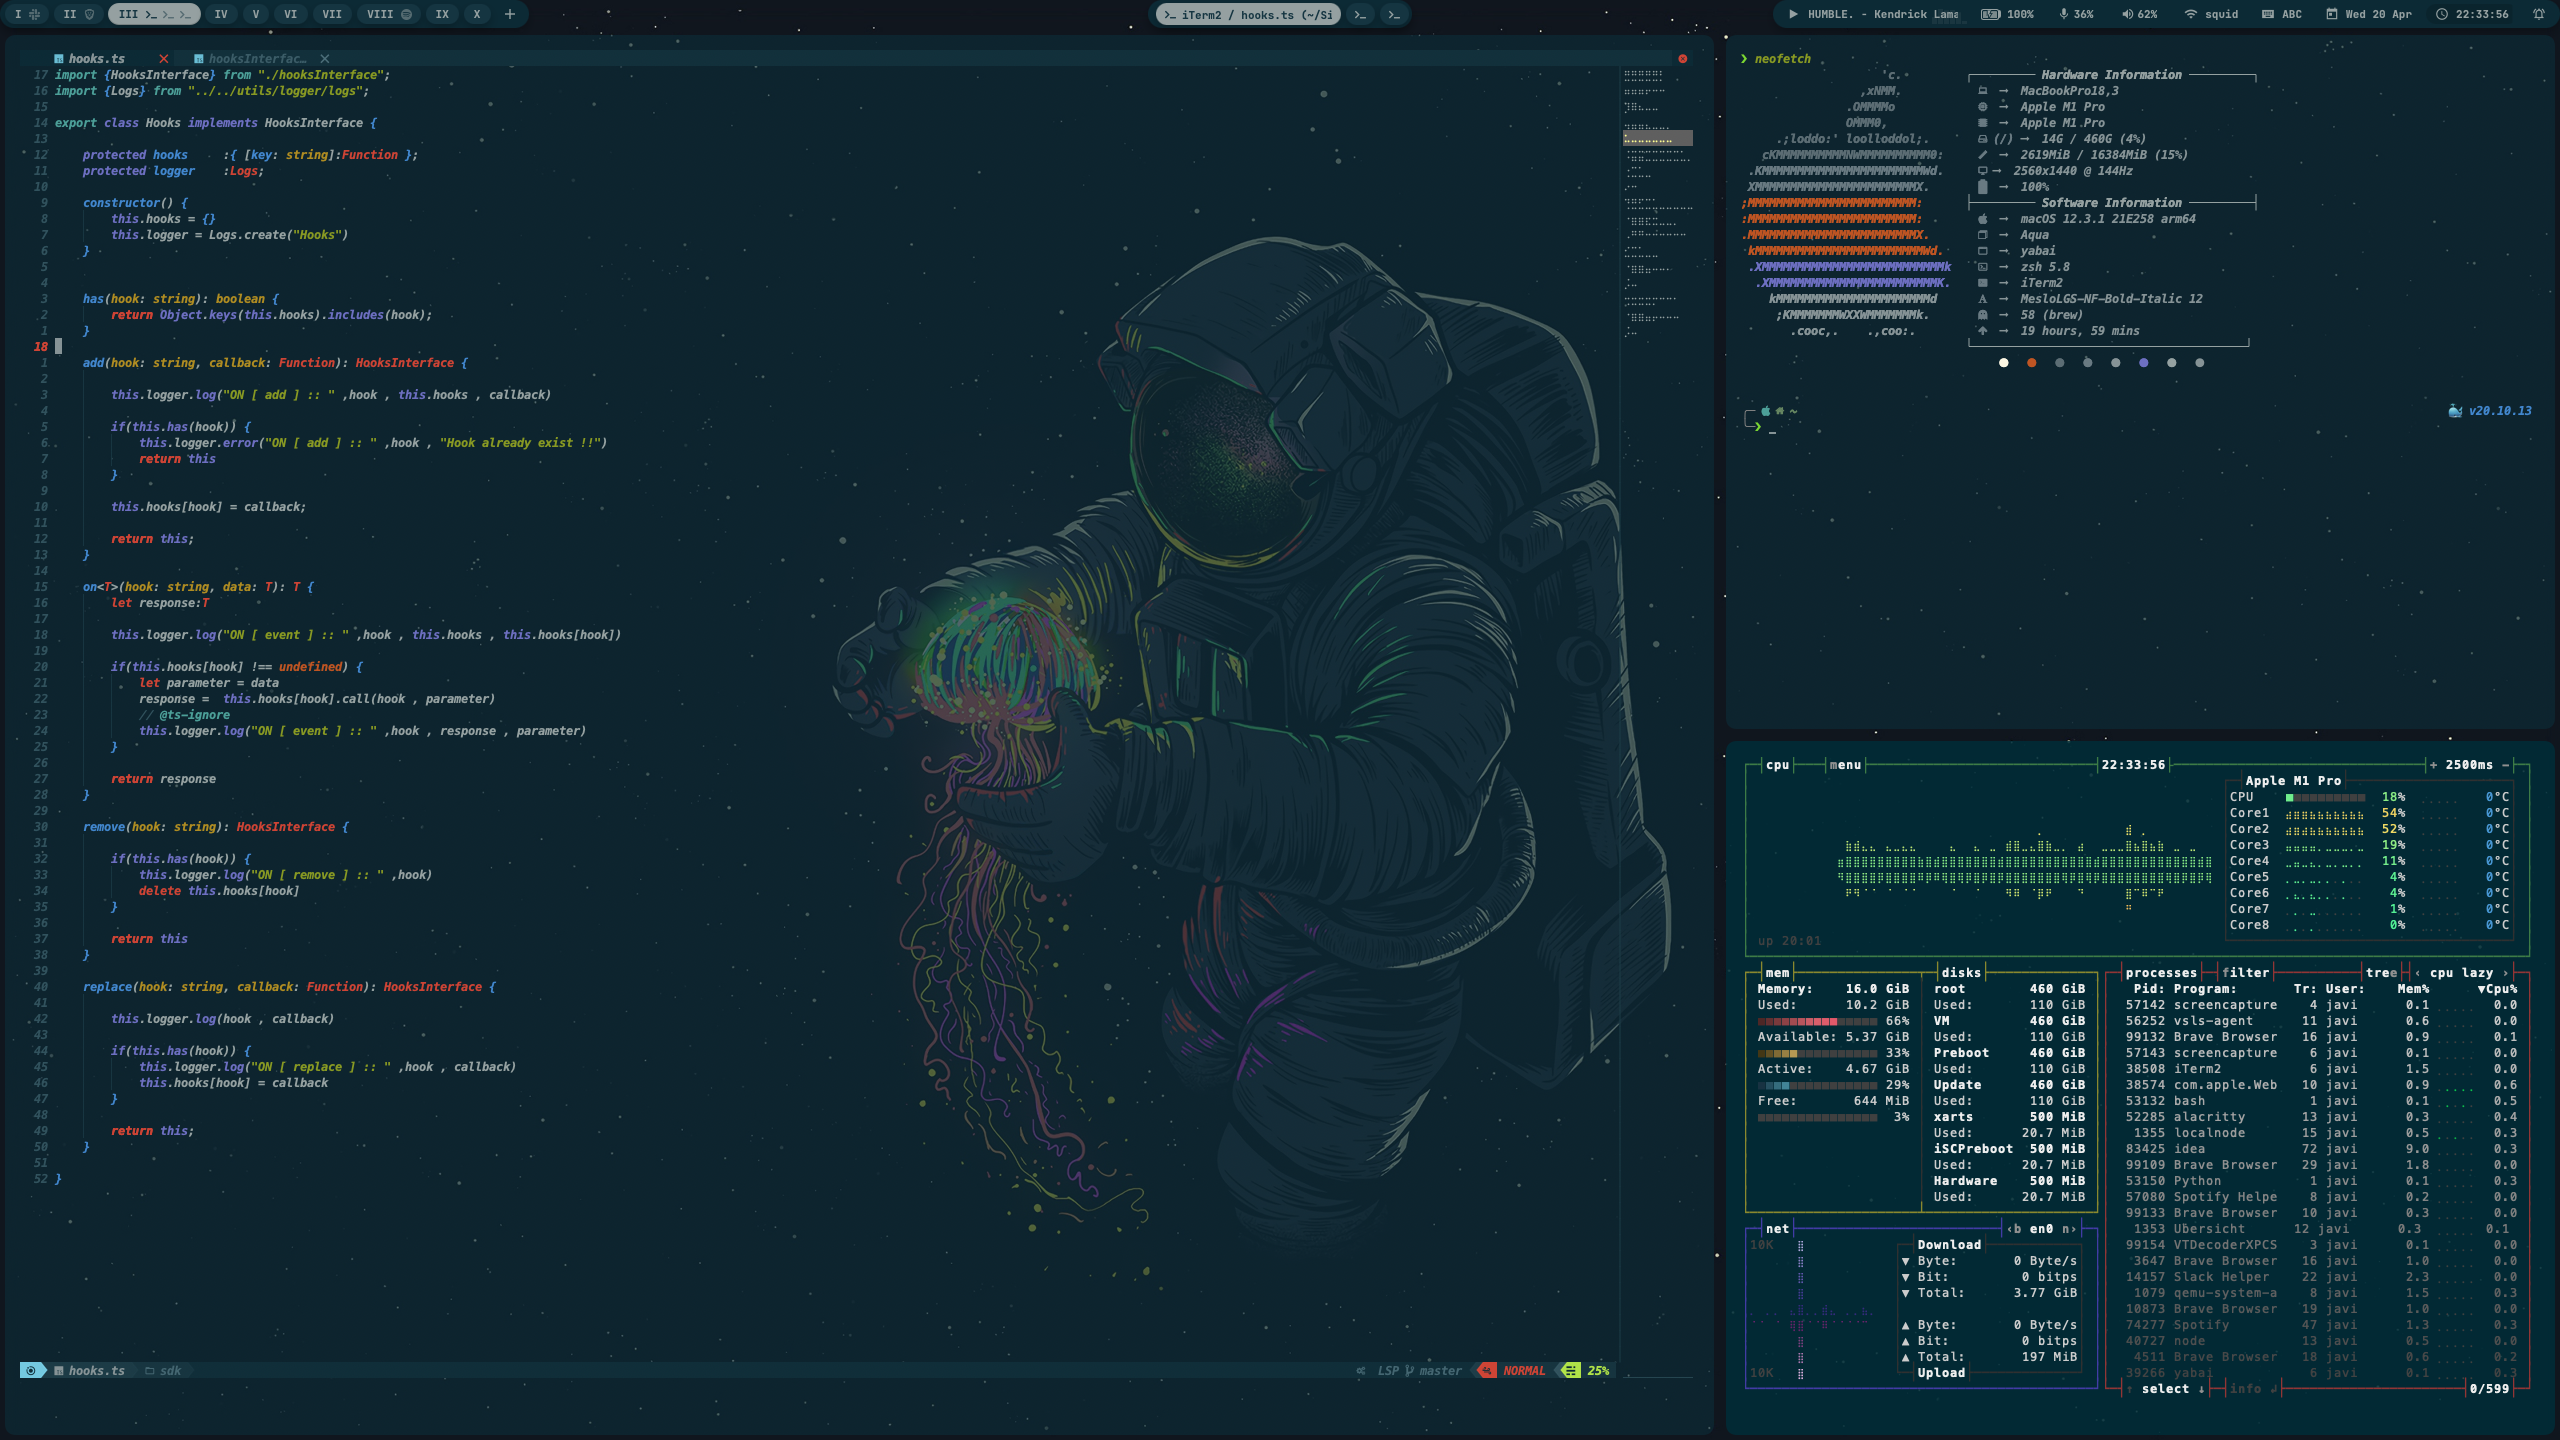 I II III IV V VI VII VIII IX X +
>_ iTerm2 / hooks.ts (~/Si
HUMBLE. - Kendrick Lama 100% 36% 62% squid ABC Wed 20 Apr 22:33:56
hooks.ts hooksInterfac…
17 import {HooksInterface} from "./hooksInterface";
16 import {Logs} from "../../utils/logger/logs";
15
14 export class Hooks implements HooksInterface {
13
12 protected hooks :{ [key: string]:Function };
11 protected logger :Logs;
10
9 constructor() {
8 this.hooks = {}
7 this.logger = Logs.create("Hooks")
6 }
5
4
3 has(hook: string): boolean {
2 return Object.keys(this.hooks).includes(hook);
1 }
18
1 add(hook: string, callback: Function): HooksInterface {
2
3 this.logger.log("ON [ add ] :: " ,hook , this.hooks , callback)
4
5 if(this.has(hook)) {
6 this.logger.error("ON [ add ] :: " ,hook , "Hook already exist !!")
7 return this
8 }
9
10 this.hooks[hook] = callback;
11
12 return this;
13 }
14
15 on<T>(hook: string, data: T): T {
16 let response:T
17
18 this.logger.log("ON [ event ] :: " ,hook , this.hooks , this.hooks[hook])
19
20 if(this.hooks[hook] !== undefined) {
21 let parameter = data
22 response = this.hooks[hook].call(hook , parameter)
23 // @ts-ignore
24 this.logger.log("ON [ event ] :: " ,hook , response , parameter)
25 }
26
27 return response
28 }
29
30 remove(hook: string): HooksInterface {
31
32 if(this.has(hook)) {
33 this.logger.log("ON [ remove ] :: " ,hook)
34 delete this.hooks[hook]
35 }
36
37 return this
38 }
39
40 replace(hook: string, callback: Function): HooksInterface {
41
42 this.logger.log(hook , callback)
43
44 if(this.has(hook)) {
45 this.logger.log("ON [ replace ] :: " ,hook , callback)
46 this.hooks[hook] = callback
47 }
48
49 return this;
50 }
51
52 }
hooks.ts sdk
LSP master NORMAL 25%
❯ neofetch
'c.
,xNMM.
.OMMMMo
OMMM0,
.;loddo:' loolloddol;.
cKMMMMMMMMMMNWMMMMMMMMMM0:
.KMMMMMMMMMMMMMMMMMMMMMMMWd.
XMMMMMMMMMMMMMMMMMMMMMMMX.
;MMMMMMMMMMMMMMMMMMMMMMMM:
:MMMMMMMMMMMMMMMMMMMMMMMM:
.MMMMMMMMMMMMMMMMMMMMMMMMX.
kMMMMMMMMMMMMMMMMMMMMMMMMWd.
.XMMMMMMMMMMMMMMMMMMMMMMMMMMk
.XMMMMMMMMMMMMMMMMMMMMMMMMK.
kMMMMMMMMMMMMMMMMMMMMMMd
;KMMMMMMMWXXWMMMMMMMk.
.cooc,. .,coo:.
Hardware Information
→ MacBookPro18,3
→ Apple M1 Pro
→ Apple M1 Pro
(/) → 14G / 460G (4%)
→ 2619MiB / 16384MiB (15%)
→ 2560x1440 @ 144Hz
→ 100%
Software Information
→ macOS 12.3.1 21E258 arm64
→ Aqua
→ yabai
→ zsh 5.8
→ iTerm2
→ MesloLGS-NF-Bold-Italic 12
→ 58 (brew)
→ 19 hours, 59 mins
~
v20.10.13
❯ _
cpu menu 22:33:56 + 2500ms -
Apple M1 Pro
CPU 18% 0°C
Core1 54% 0°C
Core2 52% 0°C
Core3 19% 0°C
Core4 11% 0°C
Core5 4% 0°C
Core6 4% 0°C
Core7 1% 0°C
Core8 0% 0°C
up 20:01
mem
Memory: 16.0 GiB
Used: 10.2 GiB
66%
Available: 5.37 GiB
33%
Active: 4.67 GiB
29%
Free: 644 MiB
3%
disks
root 460 GiB
Used: 110 GiB
VM 460 GiB
Used: 110 GiB
Preboot 460 GiB
Used: 110 GiB
Update 460 GiB
Used: 110 GiB
xarts 500 MiB
Used: 20.7 MiB
iSCPreboot 500 MiB
Used: 20.7 MiB
Hardware 500 MiB
Used: 20.7 MiB
net ‹b en0 n›
10K
Download
▼ Byte: 0 Byte/s
▼ Bit: 0 bitps
▼ Total: 3.77 GiB
▲ Byte: 0 Byte/s
▲ Bit: 0 bitps
▲ Total: 197 MiB
Upload
10K
processes filter tree ‹ cpu lazy ›
Pid: Program: Tr: User: Mem% ▼Cpu%
57142 screencapture 4 javi 0.1 0.0
56252 vsls-agent 11 javi 0.6 0.0
99132 Brave Browser 16 javi 0.9 0.1
57143 screencapture 6 javi 0.1 0.0
38508 iTerm2 6 javi 1.5 0.0
38574 com.apple.Web 10 javi 0.9 0.6
53132 bash 1 javi 0.1 0.5
52285 alacritty 13 javi 0.3 0.4
1355 localnode 15 javi 0.5 0.3
83425 idea 72 javi 9.0 0.3
99109 Brave Browser 29 javi 1.8 0.0
53150 Python 1 javi 0.1 0.3
57080 Spotify Helpe 8 javi 0.2 0.0
99133 Brave Browser 10 javi 0.3 0.0
1353 Übersicht 12 javi 0.3 0.1
99154 VTDecoderXPCS 3 javi 0.1 0.0
3647 Brave Browser 16 javi 1.0 0.0
14157 Slack Helper 22 javi 2.3 0.0
1079 qemu-system-a 8 javi 1.5 0.3
10873 Brave Browser 19 javi 1.0 0.0
74277 Spotify 47 javi 1.3 0.3
40727 node 13 javi 0.5 0.0
4511 Brave Browser 18 javi 0.6 0.2
39266 yabai 6 javi 0.1 0.3
↑ select ↓ info ↲ 0/599